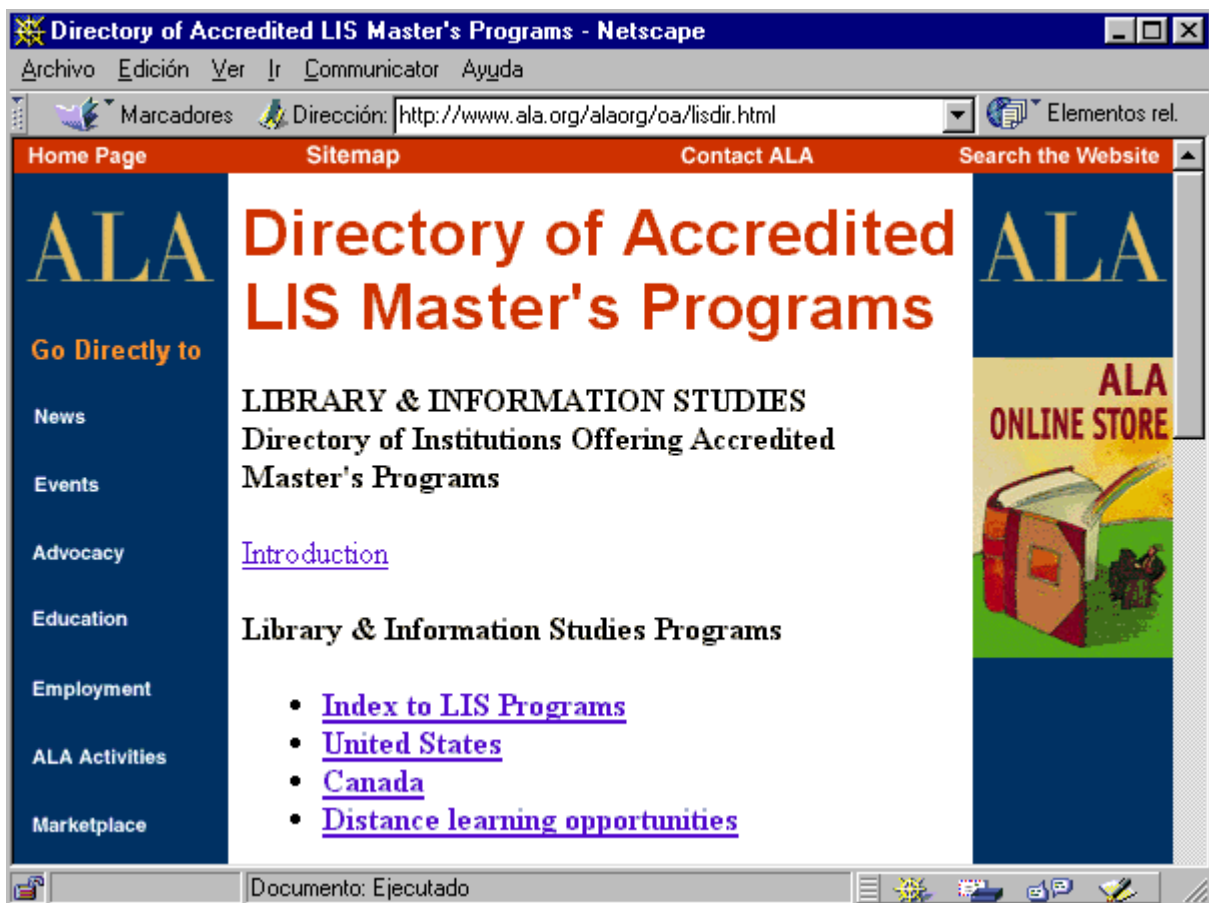 Directory of Accredited LIS Master's Programs - Netscape
Archivo Edición Ver Ir Communicator Ayuda
Marcadores Dirección: http://www.ala.org/alaorg/oa/lisdir.html Elementos rel.
Home Page Sitemap Contact ALA Search the Website
ALA
Go Directly to
News
Events
Advocacy
Education
Employment
ALA Activities
Marketplace
Directory of Accredited
LIS Master's Programs
LIBRARY & INFORMATION STUDIES
Directory of Institutions Offering Accredited
Master's Programs
Introduction
Library & Information Studies Programs
Index to LIS Programs
United States
Canada
Distance learning opportunities
ALA
ALA
ONLINE STORE
Documento: Ejecutado